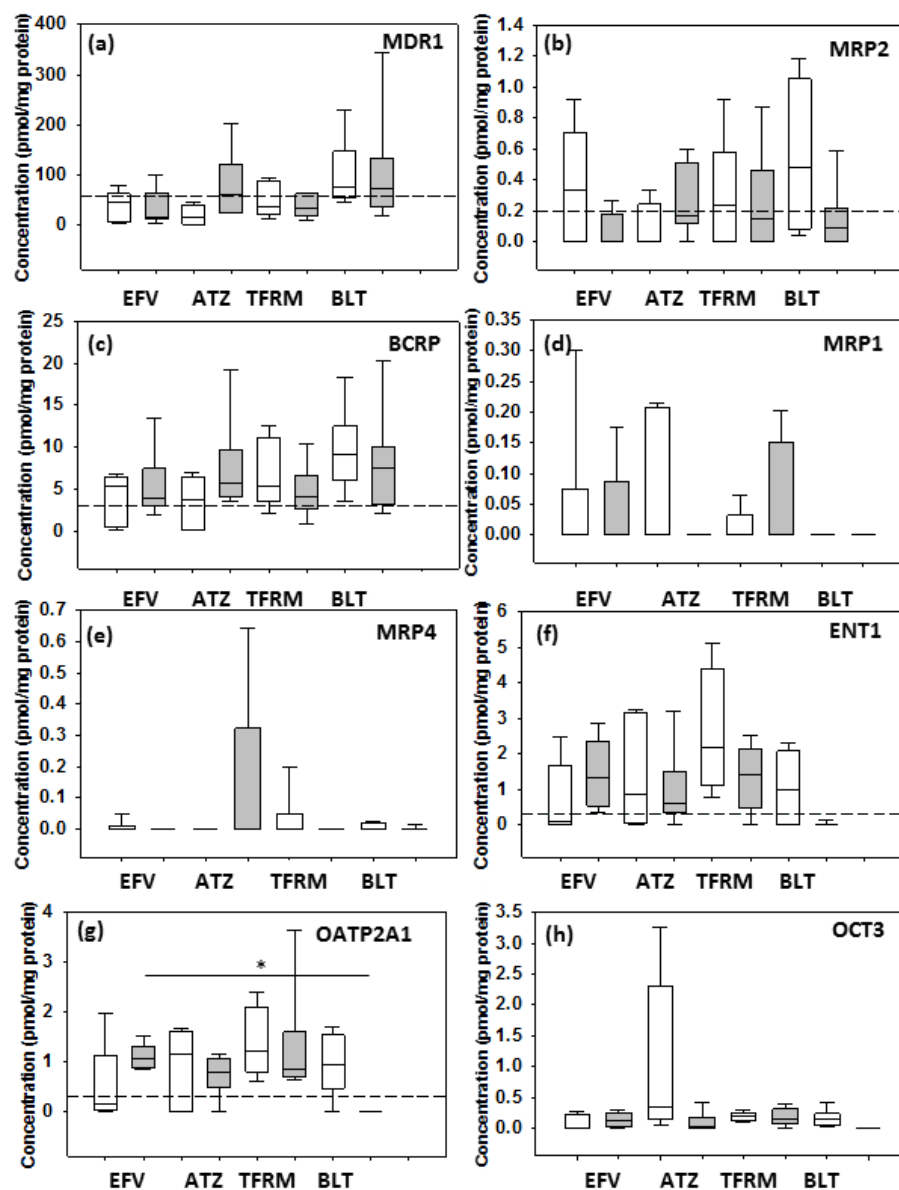 (a) MDR1
Concentration (pmol/mg protein)
400
300
200
100
0
EFV ATZ TFRM BLT
(b) MRP2
Concentration (pmol/mg protein)
1.4
1.2
1.0
0.8
0.6
0.4
0.2
0.0
EFV ATZ TFRM BLT
(c) BCRP
Concentration (pmol/mg protein)
25
20
15
10
5
0
EFV ATZ TFRM BLT
(d) MRP1
Concentration (pmol/mg protein)
0.35
0.30
0.25
0.20
0.15
0.10
0.05
0.00
EFV ATZ TFRM BLT
(e) MRP4
Concentration (pmol/mg protein)
0.7
0.6
0.5
0.4
0.3
0.2
0.1
0.0
EFV ATZ TFRM BLT
(f) ENT1
Concentration (pmol/mg protein)
6
5
4
3
2
1
0
EFV ATZ TFRM BLT
(g) OATP2A1
Concentration (pmol/mg protein)
4
3
2
1
0
*
EFV ATZ TFRM BLT
(h) OCT3
Concentration (pmol/mg protein)
3.5
3.0
2.5
2.0
1.5
1.0
0.5
0.0
EFV ATZ TFRM BLT